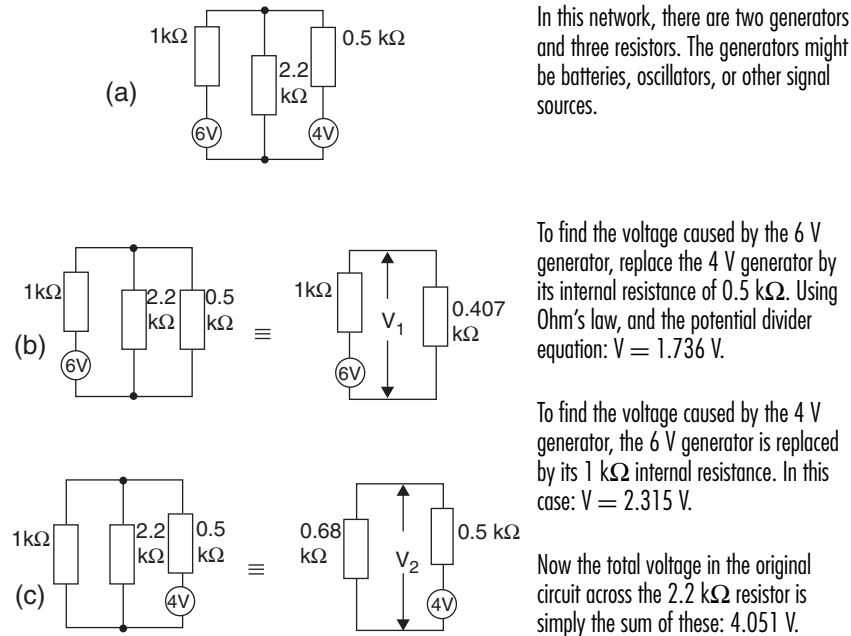 1kΩ
0.5 kΩ
2.2
kΩ
(a)
6V
4V
In this network, there are two generators
and three resistors. The generators might
be batteries, oscillators, or other signal
sources.
1kΩ
2.2
kΩ
0.5
kΩ
(b)
6V
≡
1kΩ
V1
0.407
kΩ
6V
To find the voltage caused by the 6 V
generator, replace the 4 V generator by
its internal resistance of 0.5 kΩ. Using
Ohm’s law, and the potential divider
equation: V = 1.736 V.
1kΩ
2.2
kΩ
0.5
kΩ
(c)
4V
≡
0.68
kΩ
V2
0.5 kΩ
4V
To find the voltage caused by the 4 V
generator, the 6 V generator is replaced
by its 1 kΩ internal resistance. In this
case: V = 2.315 V.
Now the total voltage in the original
circuit across the 2.2 kΩ resistor is
simply the sum of these: 4.051 V.